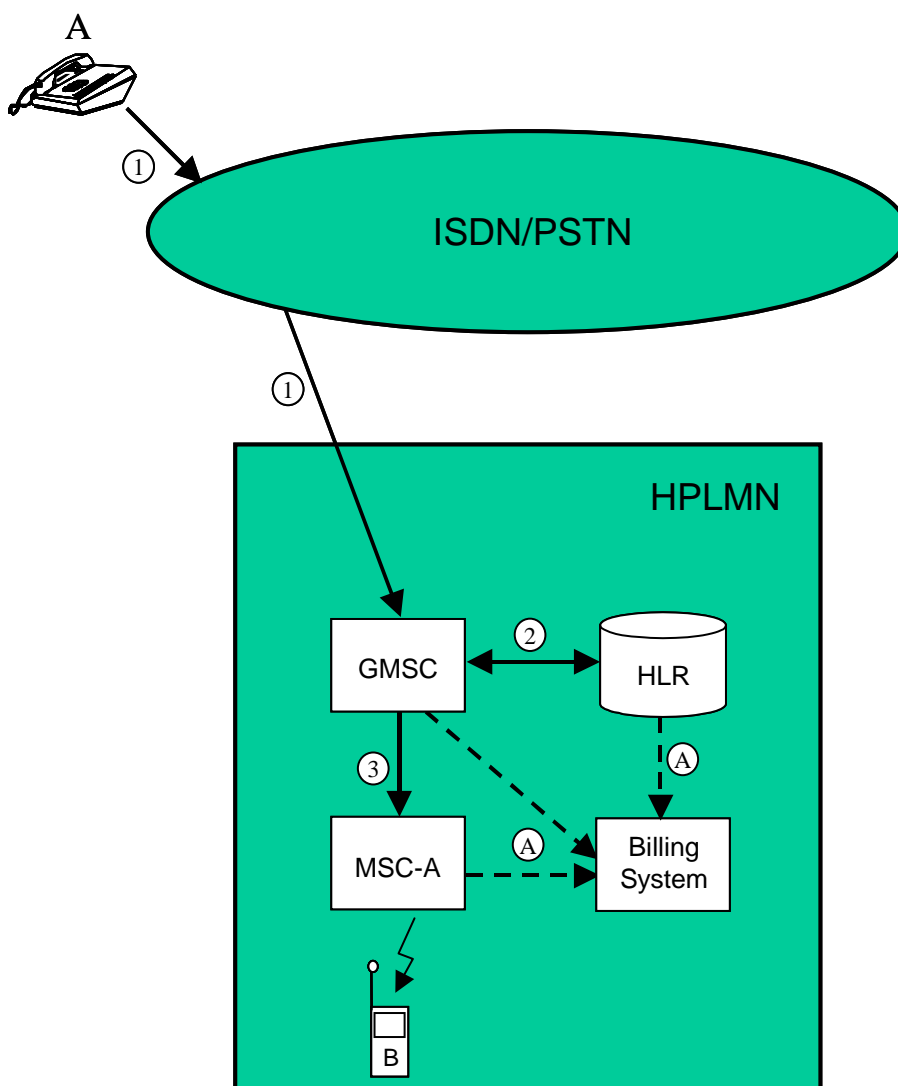 A
1
ISDN/PSTN
1
HPLMN
GMSC
2
HLR
3
A
MSC-A
A
Billing
System
B